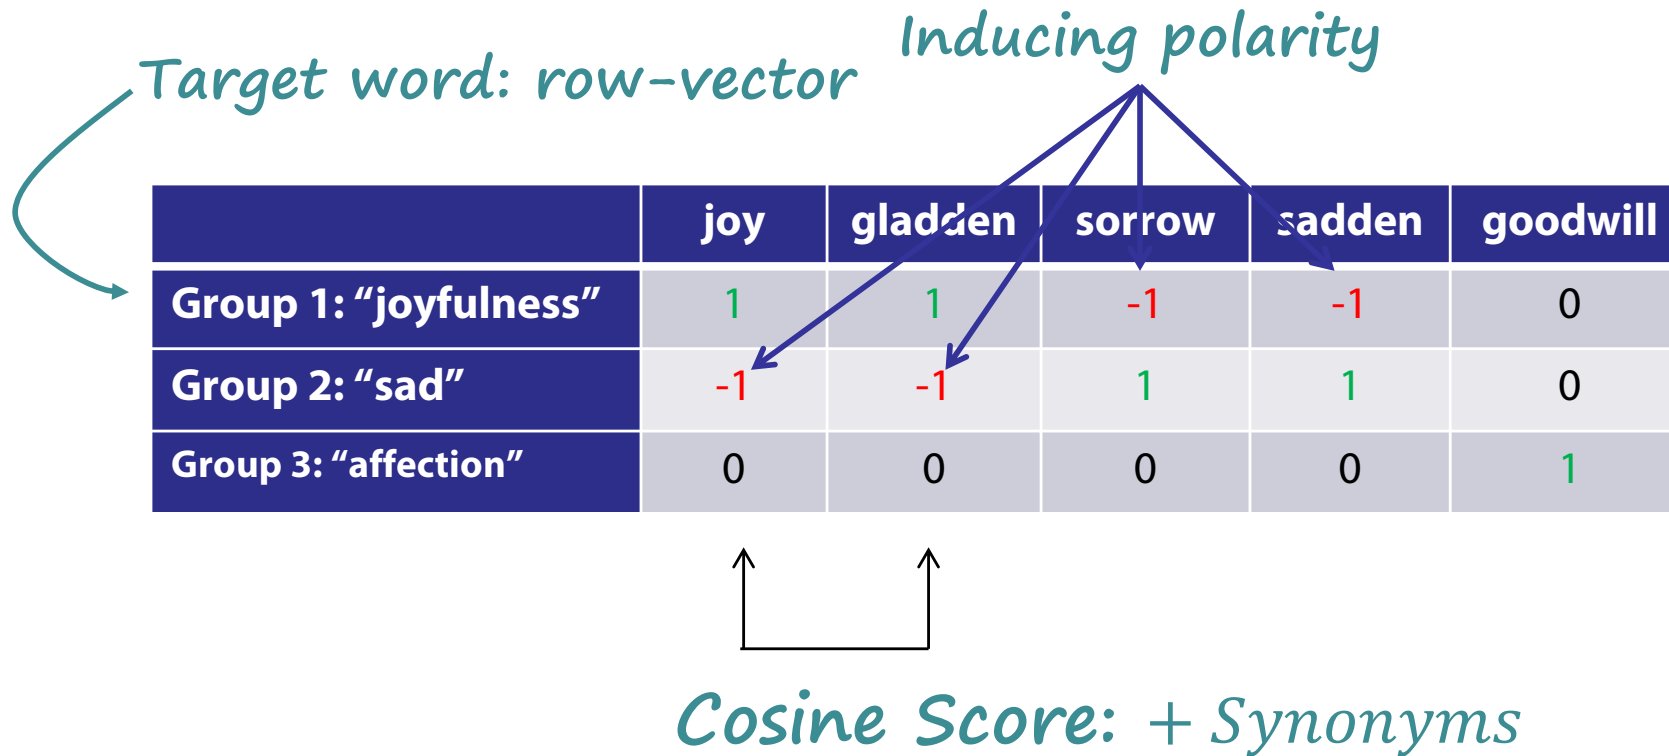 Inducing polarity
Target word: row-vector
joy gladden sorrow sadden goodwill
Group 1: “joyfulness” 1 1 -1 -1 0
Group 2: “sad” -1 -1 1 1 0
Group 3: “affection” 0 0 0 0 1
Cosine Score: + Synonyms